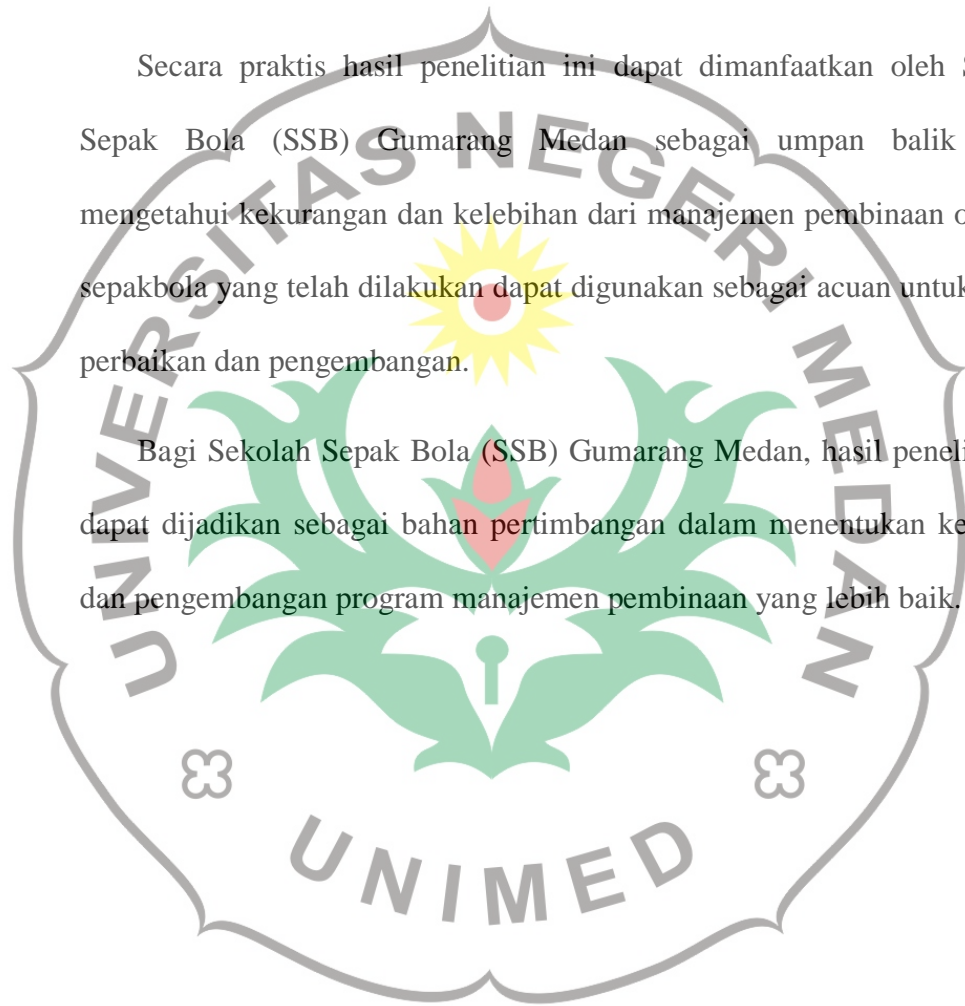 Secara praktis hasil penelitian ini dapat dimanfaatkan oleh
Sepak Bola (SSB) Gumarang Medan sebagai umpan balik
mengetahui kekurangan dan kelebihan dari manajemen pembinaan
sepakbola yang telah dilakukan dapat digunakan sebagai acuan untuk
perbaikan dan pengembangan.
Bagi Sekolah Sepak Bola (SSB) Gumarang Medan, hasil
dapat dijadikan sebagai bahan pertimbangan dalam menentukan
dan pengembangan program manajemen pembinaan yang lebih baik.
UNIVERSITAS NEGERI MEDAN
UNIMED